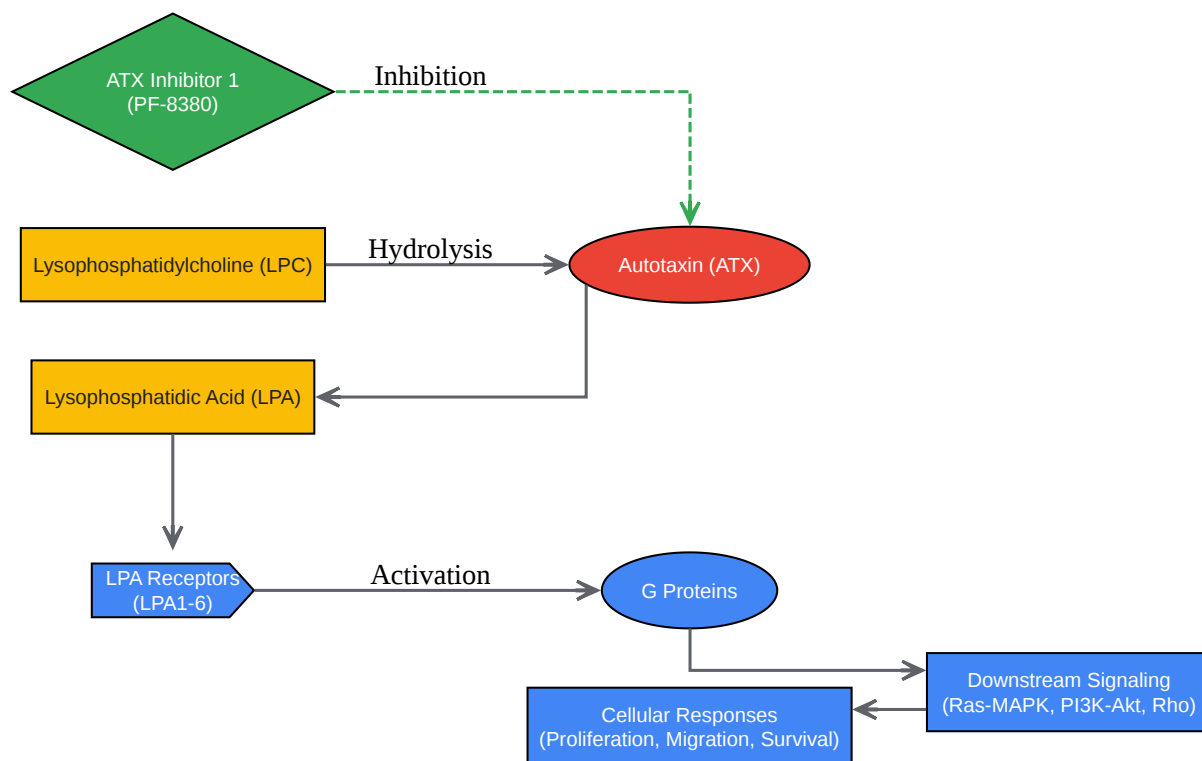 ATX Inhibitor 1
(PF-8380)
Inhibition
Lysophosphatidylcholine (LPC)
Hydrolysis
Autotaxin (ATX)
Lysophosphatidic Acid (LPA)
LPA Receptors
(LPA1-6)
Activation
G Proteins
Downstream Signaling
(Ras-MAPK, PI3K-Akt, Rho)
Cellular Responses
(Proliferation, Migration, Survival)